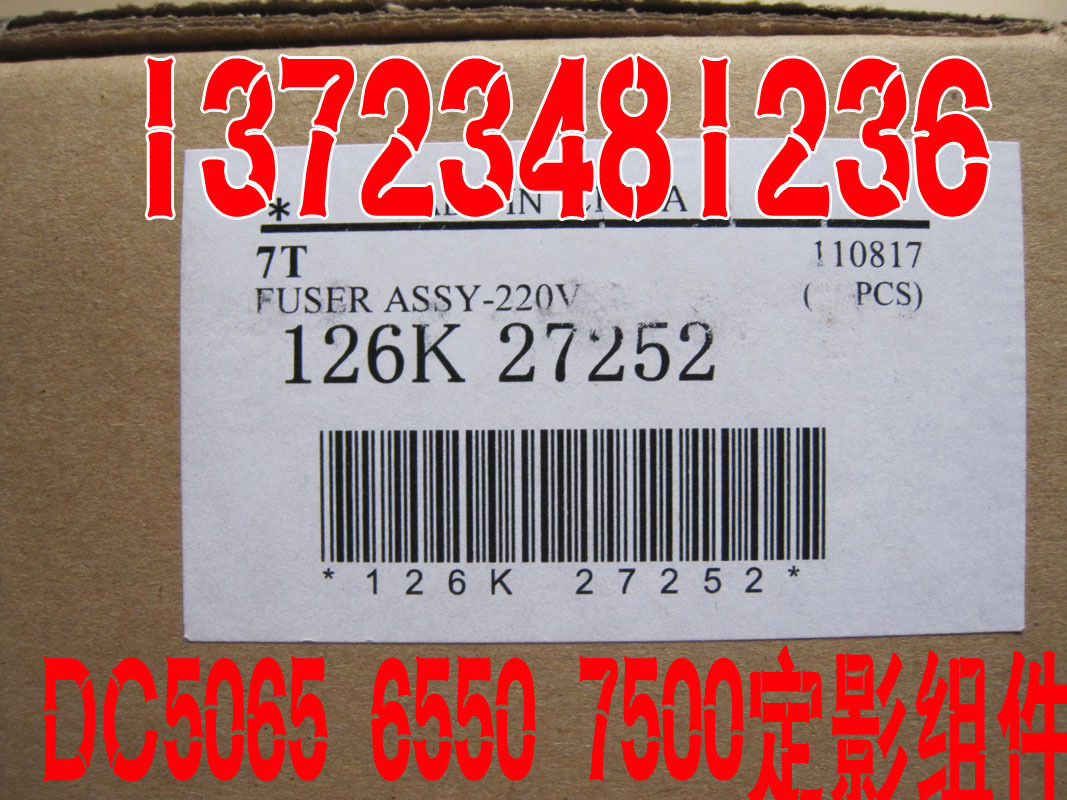 13723481236
* IN
7T 110817
FUSER ASSY-220V ( PCS)
126K 27252
*126K 27252*
DC5065 6550 7500定影组件